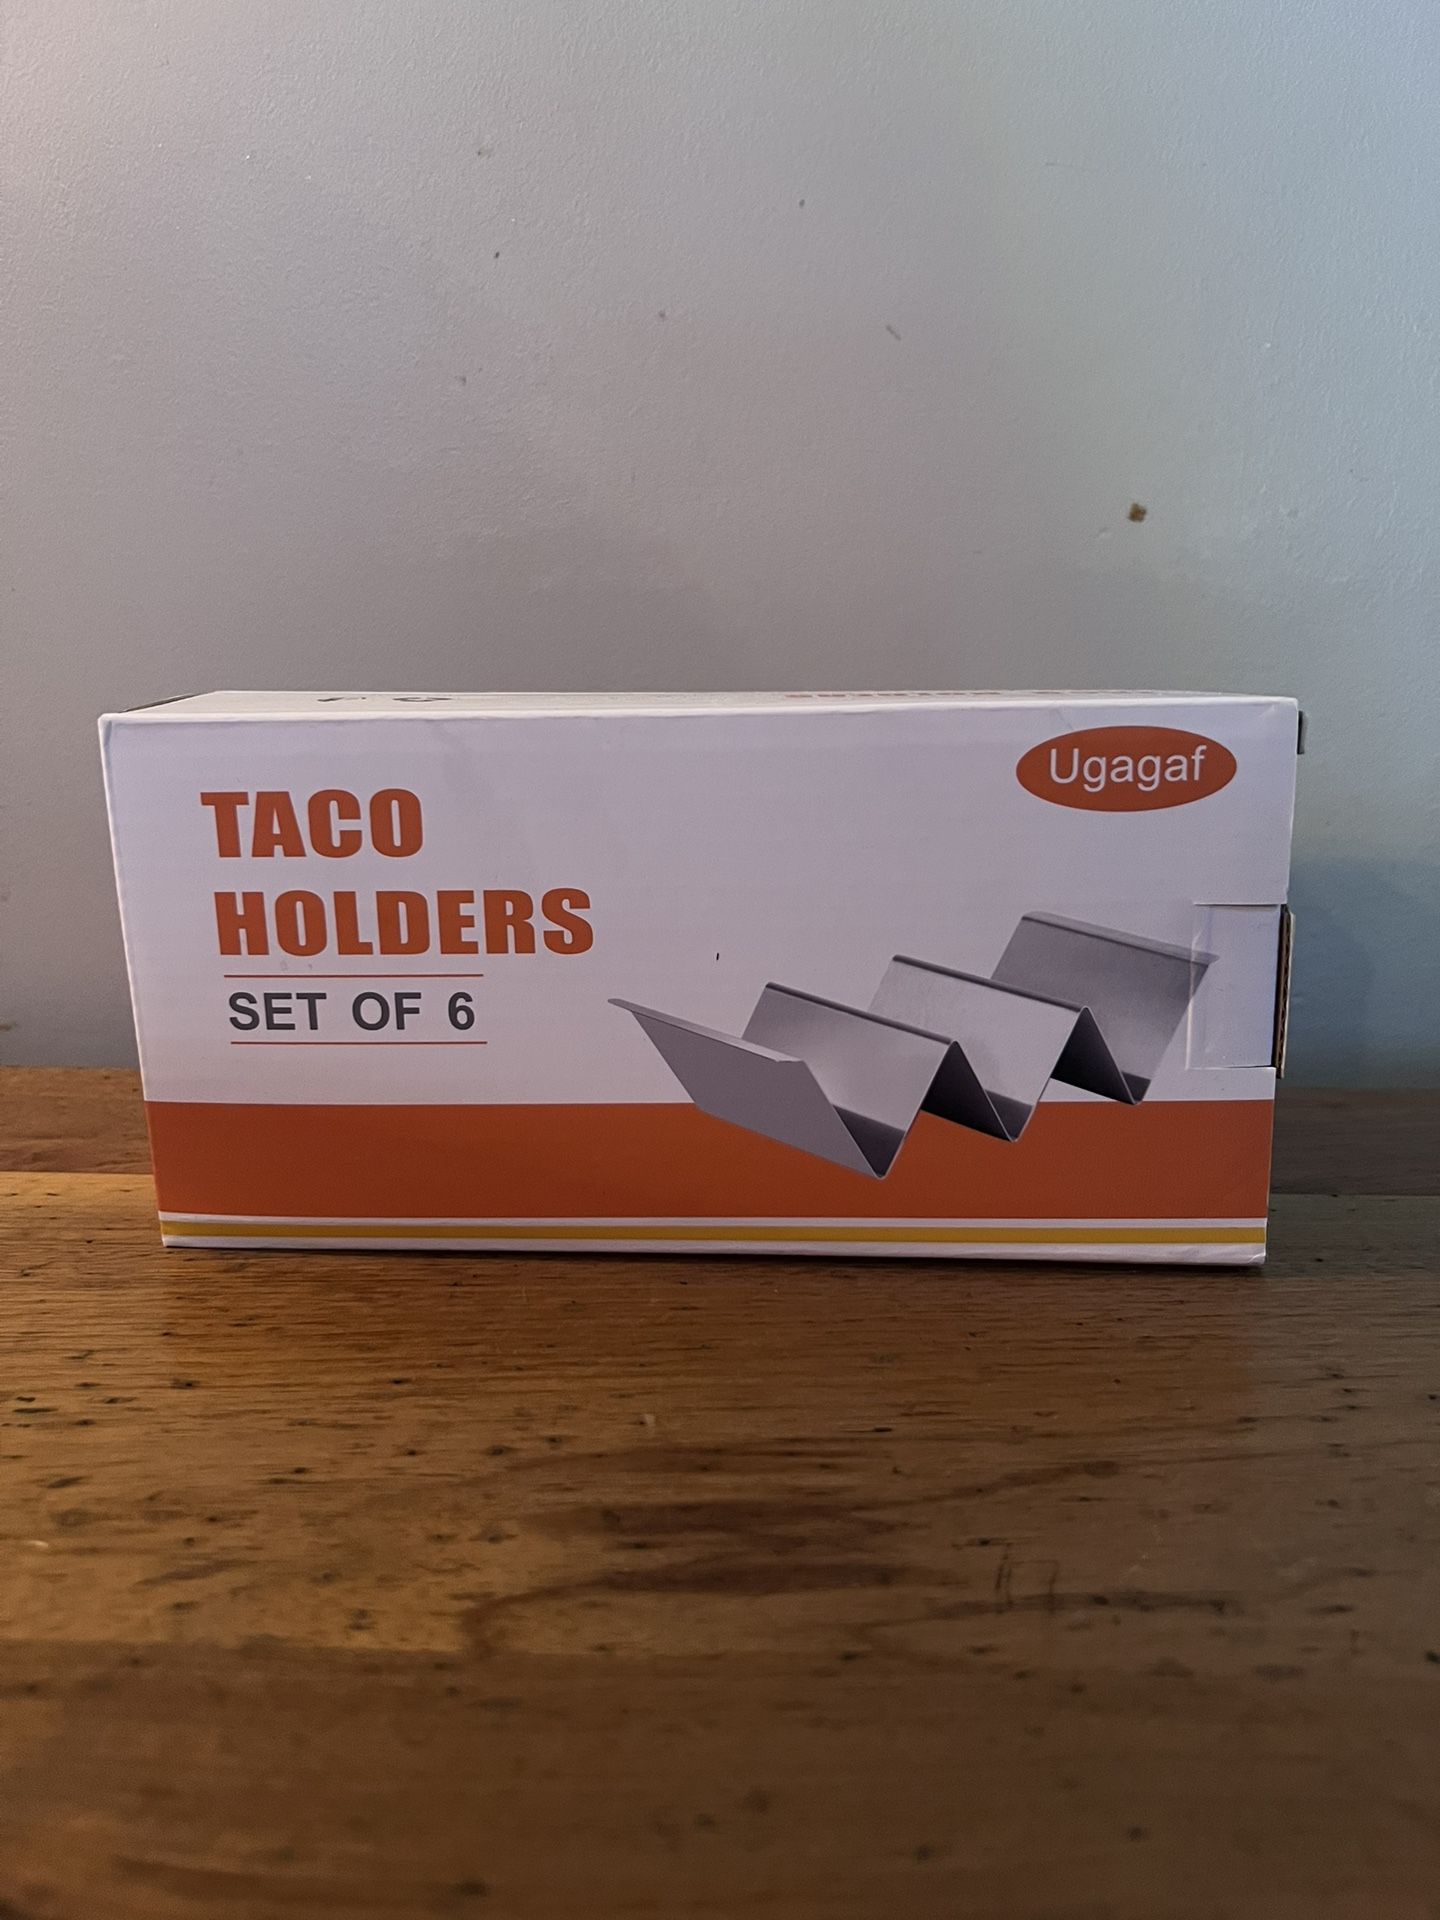 Ugagaf
TACO
HOLDERS
SET OF 6